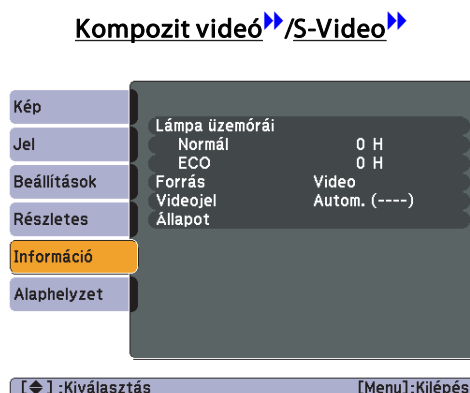 Kompozit videó/S-Video
Kép
Jel
Beállítások
Részletes
Információ
Alaphelyzet
Lámpa üzemórái
Normál 0 H
ECO 0 H
Forrás Video
Videojel Autom. (----)
Állapot
[◆] :Kiválasztás [Menu]:Kilépés